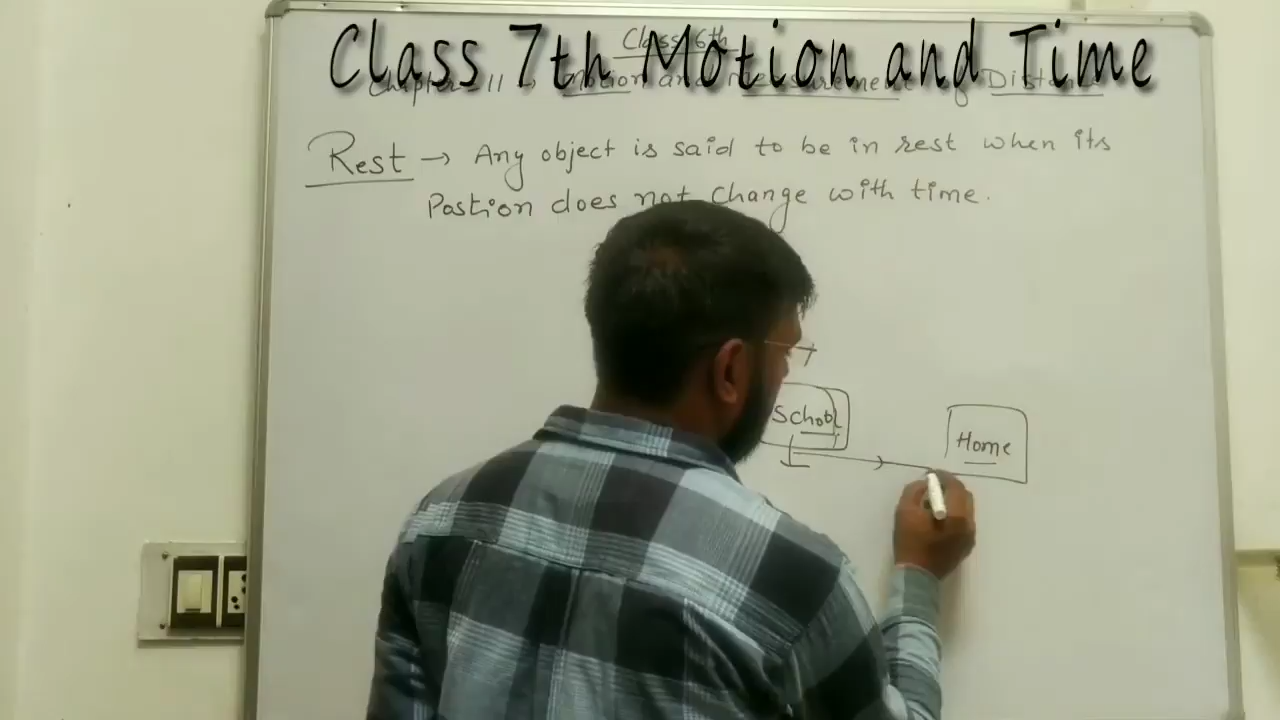 Class 7th Motion and Time
Class 6th
Chapter 11 Motion and Measurement of Distance
Rest → Any object is said to be in rest when its
Postion does not change with time.
School
Home